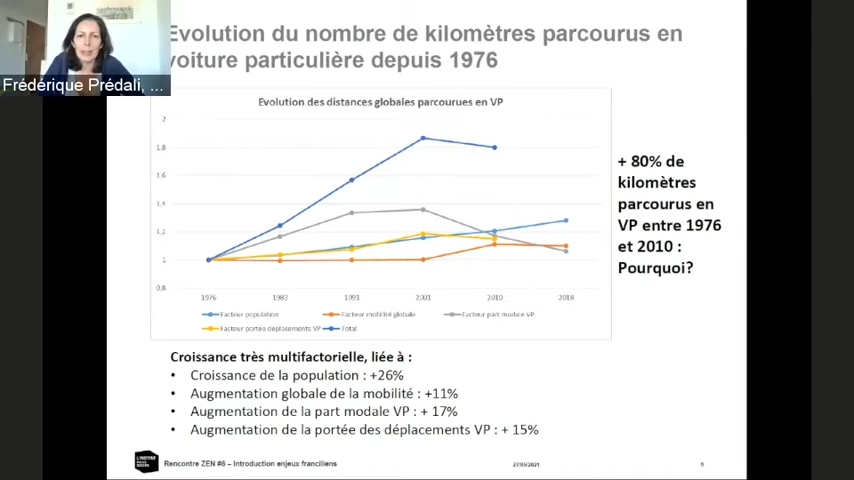 Evolution du nombre de kilomètres parcourus en
voiture particulière depuis 1976
Frédérique Prédali, ...
Evolution des distances globales parcourues en VP
2
1,8
1,6
1,4
1,2
1
0,8
1976 1983 1991 2001 2010 2018
Facteur population Facteur mobilité globale Facteur part modale VP
Facteur portée déplacements VP Total
+ 80% de
kilomètres
parcourus en
VP entre 1976
et 2010 :
Pourquoi?
Croissance très multifactorielle, liée à :
• Croissance de la population : +26%
• Augmentation globale de la mobilité : +11%
• Augmentation de la part modale VP : + 17%
• Augmentation de la portée des déplacements VP : + 15%
L'INSTITUT
PARIS
REGION
Rencontre ZEN #6 – Introduction enjeux franciliens
27/05/2021
6